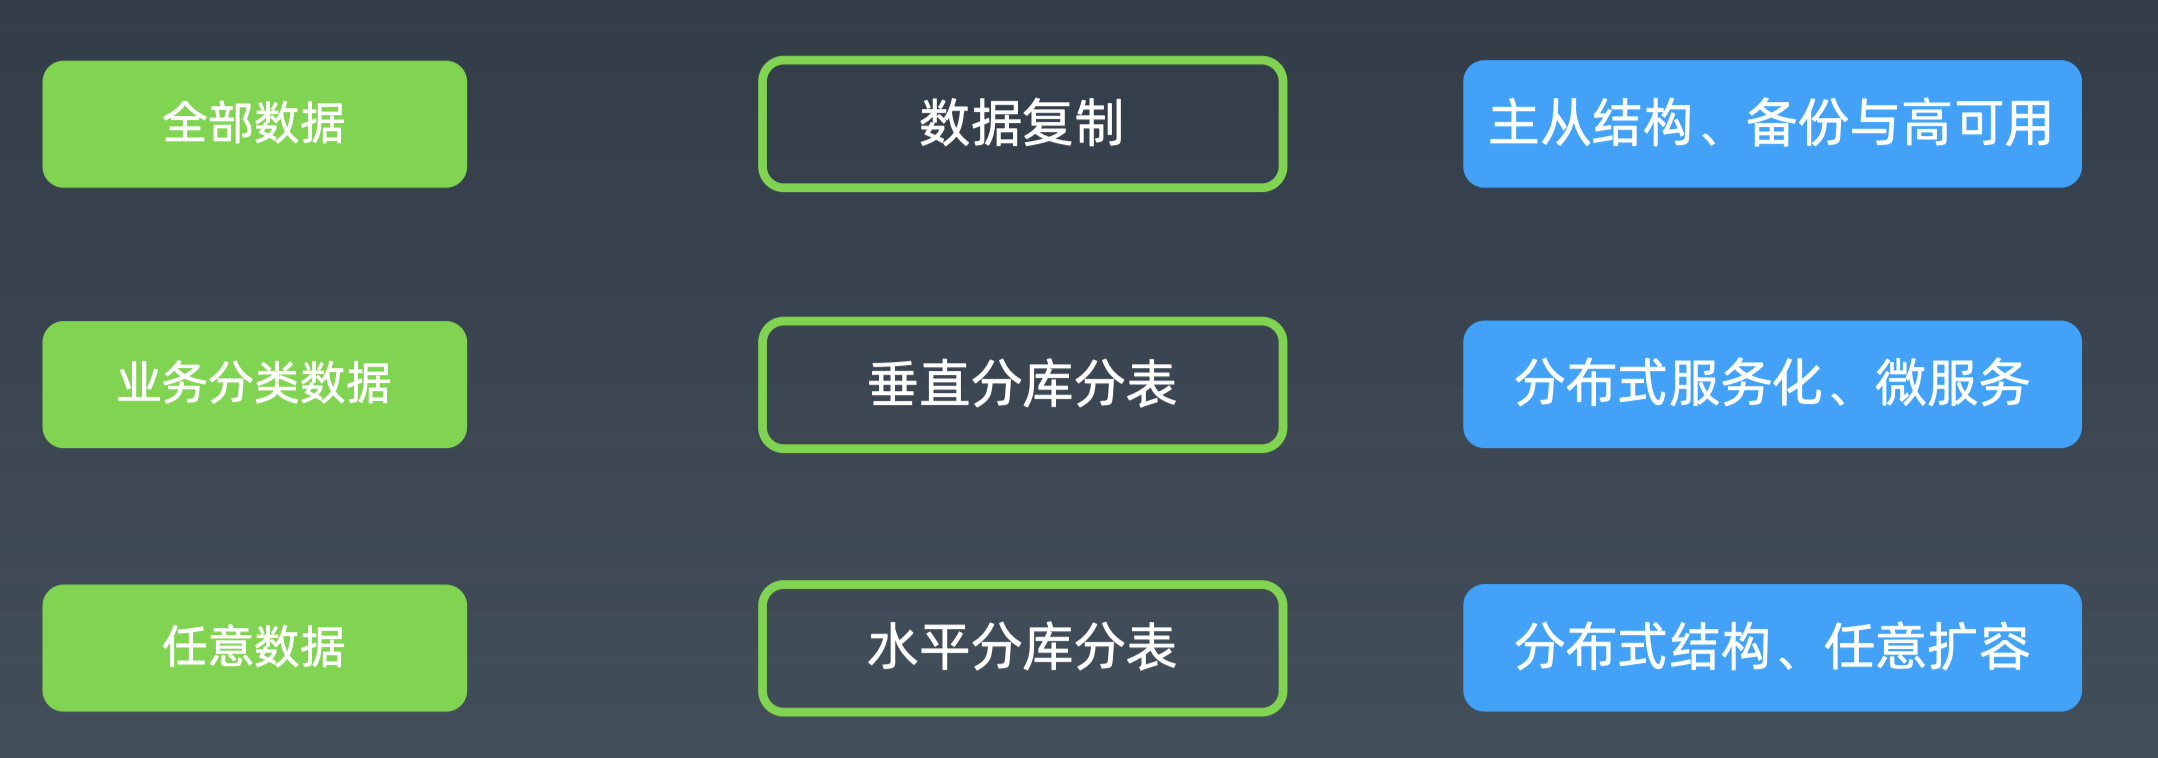 全部数据
数据复制
主从结构、备份与高可用
业务分类数据
垂直分库分表
分布式服务化、微服务
任意数据
水平分库分表
分布式结构、任意扩容